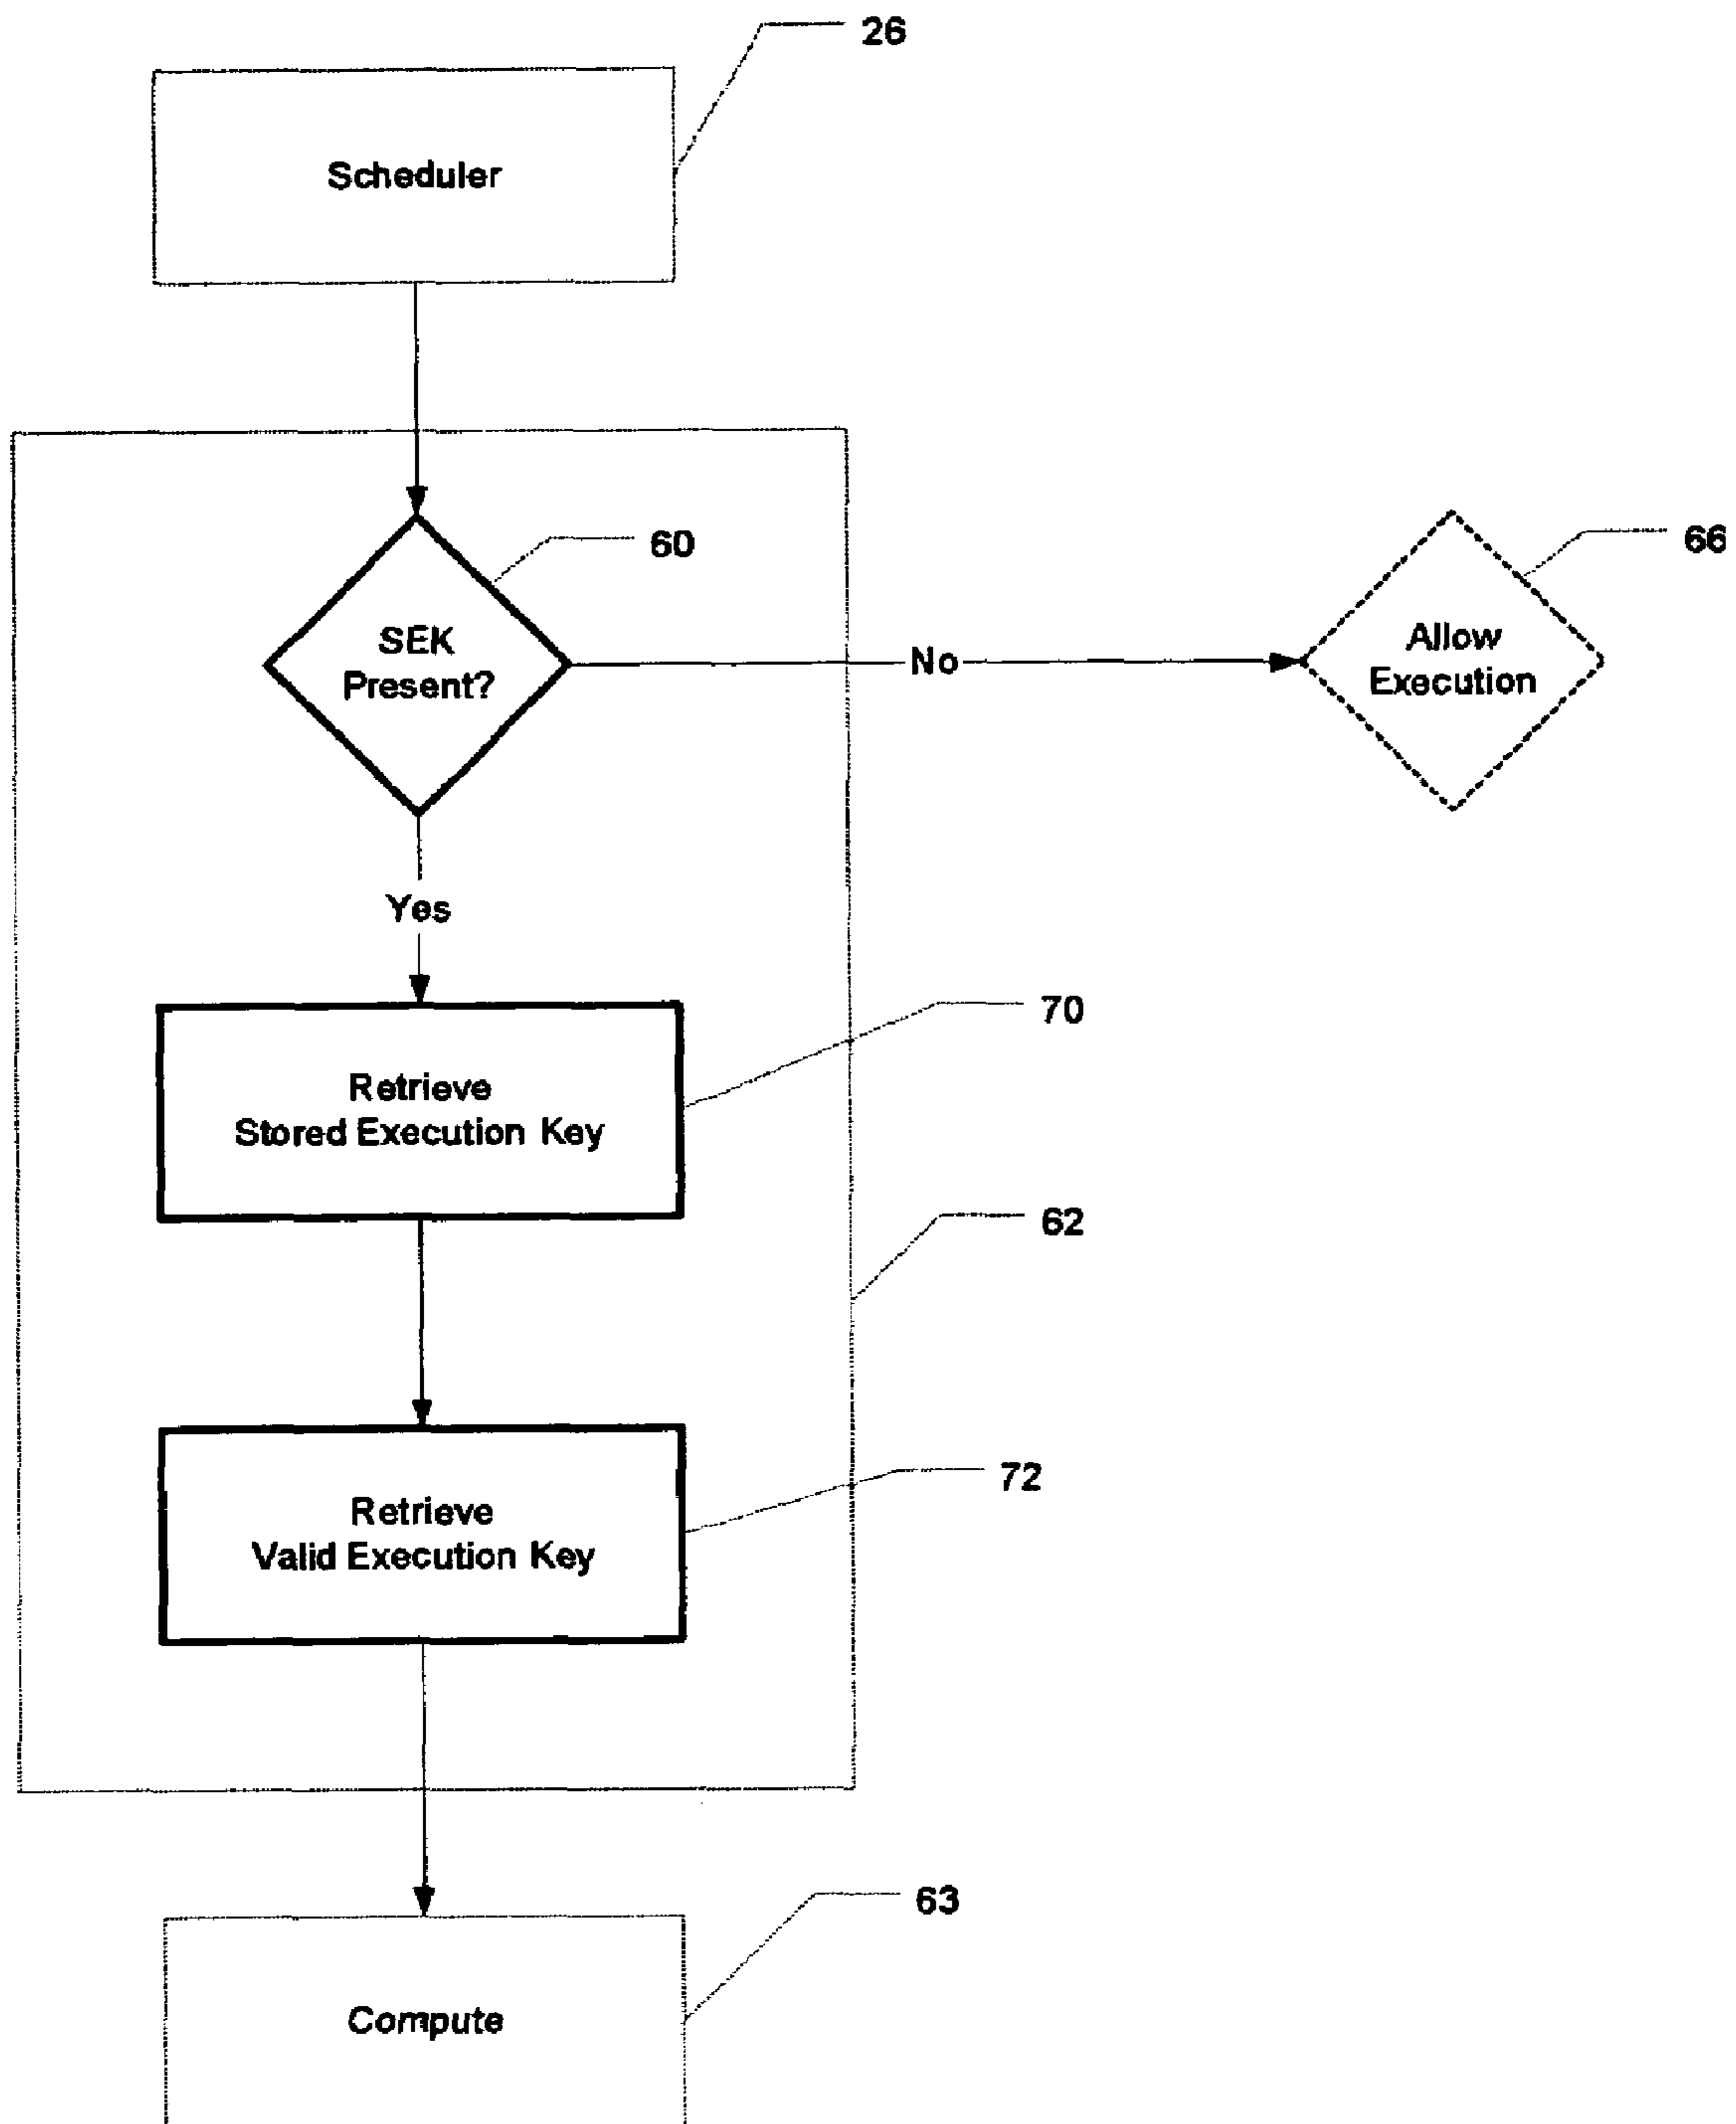 26
Scheduler
60
66
SEK
Present?
No
Allow
Execution
Yes
70
Retrieve
Stored Execution Key
62
72
Retrieve
Valid Execution Key
63
Compute